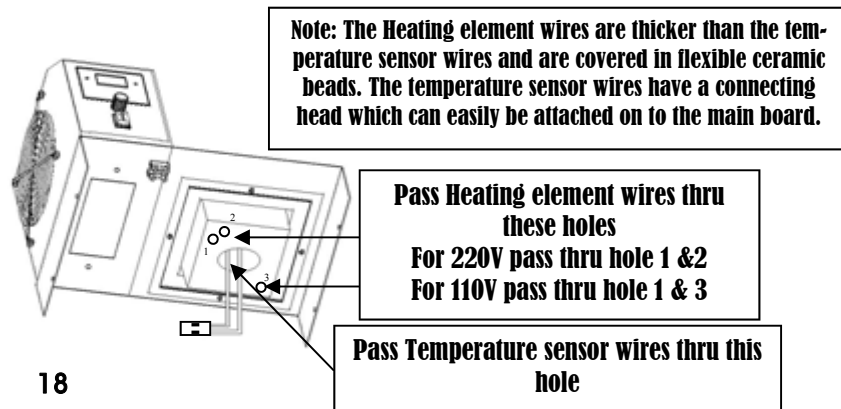 Note: The Heating element wires are thicker than the tem-
perature sensor wires and are covered in flexible ceramic
beads. The temperature sensor wires have a connecting
head which can easily be attached on to the main board.
Pass Heating element wires thru
these holes
For 220V pass thru hole 1 &2
For 110V pass thru hole 1 & 3
2
1
3
Pass Temperature sensor wires thru this
hole
18